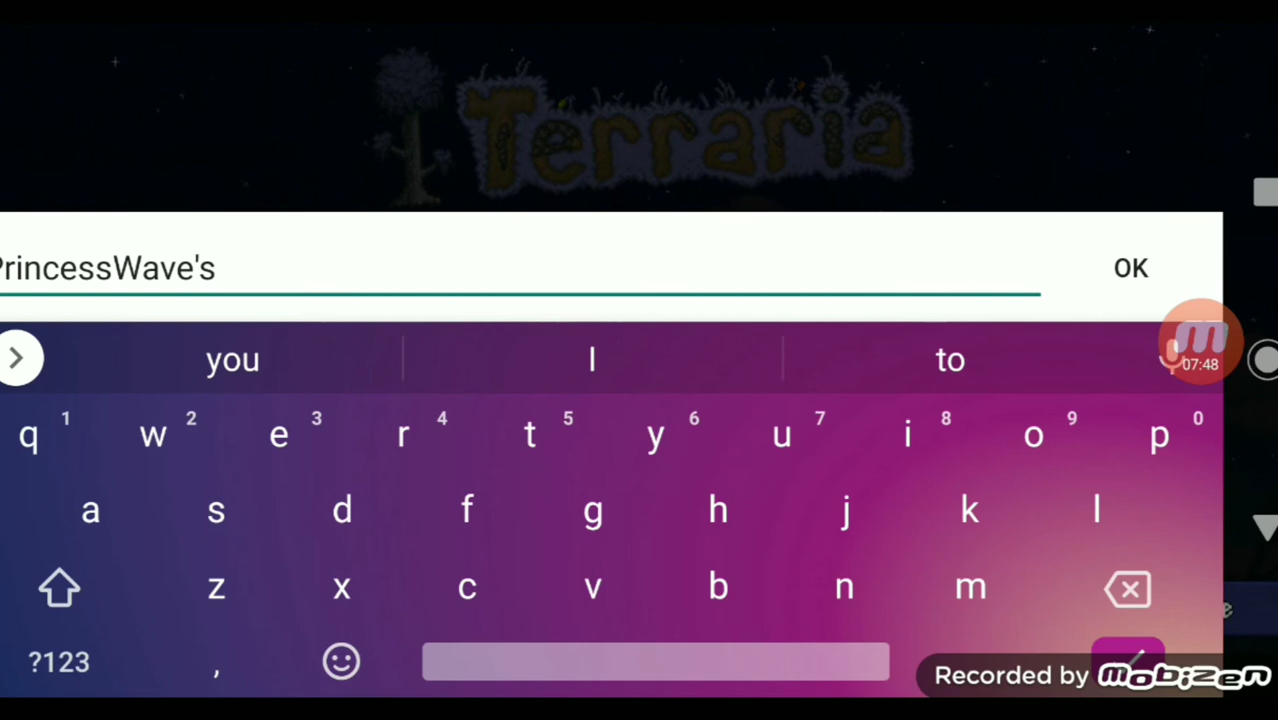 Terraria
PrincessWave's
OK
you I to
07:48
q 1 w 2 e 3 r 4 t 5 y 6 u 7 i 8 o 9 p 0
a s d f g h j k l
z x c v b n m
?123 ,
Recorded by mobizen